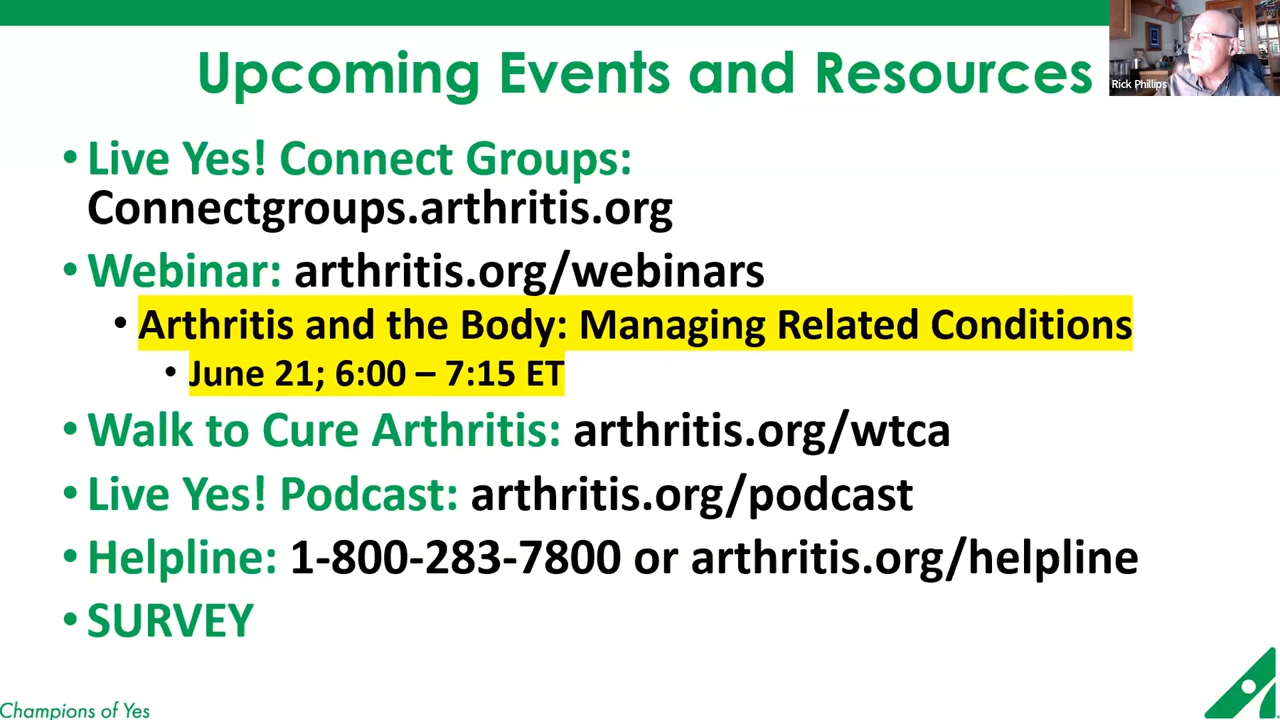 Upcoming Events and Resources
Rick Phillips
• Live Yes! Connect Groups:
Connectgroups.arthritis.org
• Webinar: arthritis.org/webinars
• Arthritis and the Body: Managing Related Conditions
• June 21; 6:00 – 7:15 ET
• Walk to Cure Arthritis: arthritis.org/wtca
• Live Yes! Podcast: arthritis.org/podcast
• Helpline: 1-800-283-7800 or arthritis.org/helpline
• SURVEY
Champions of Yes